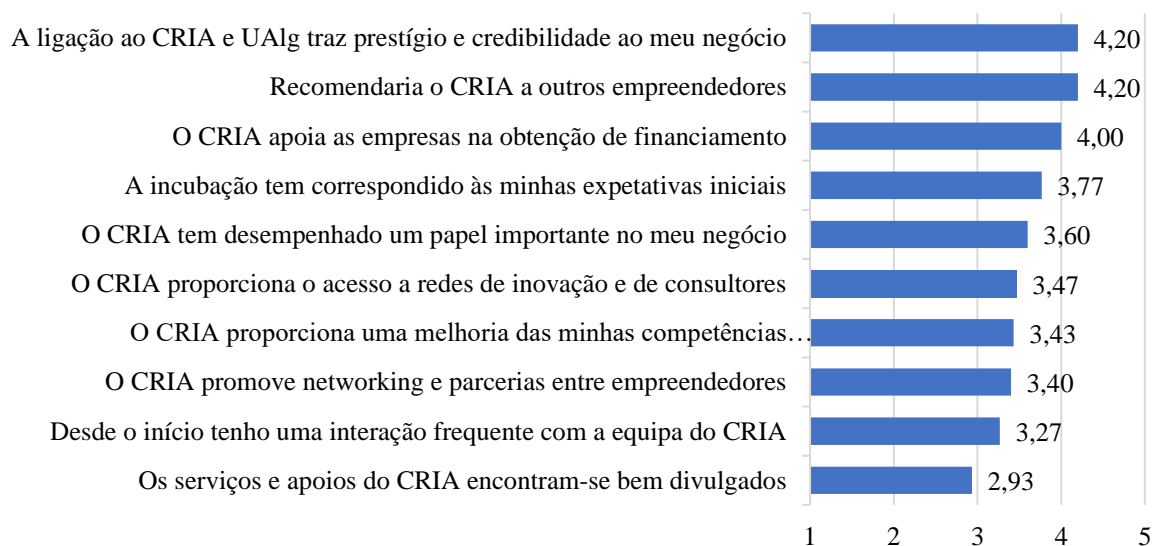 A ligação ao CRIA e UAlg traz prestígio e credibilidade ao meu negócio 4,20
Recomendaria o CRIA a outros empreendedores 4,20
O CRIA apoia as empresas na obtenção de financiamento 4,00
A incubação tem correspondido às minhas expetativas iniciais 3,77
O CRIA tem desempenhado um papel importante no meu negócio 3,60
O CRIA proporciona o acesso a redes de inovação e de consultores 3,47
O CRIA proporciona uma melhoria das minhas competências… 3,43
O CRIA promove networking e parcerias entre empreendedores 3,40
Desde o início tenho uma interação frequente com a equipa do CRIA 3,27
Os serviços e apoios do CRIA encontram-se bem divulgados 2,93
1 2 3 4 5